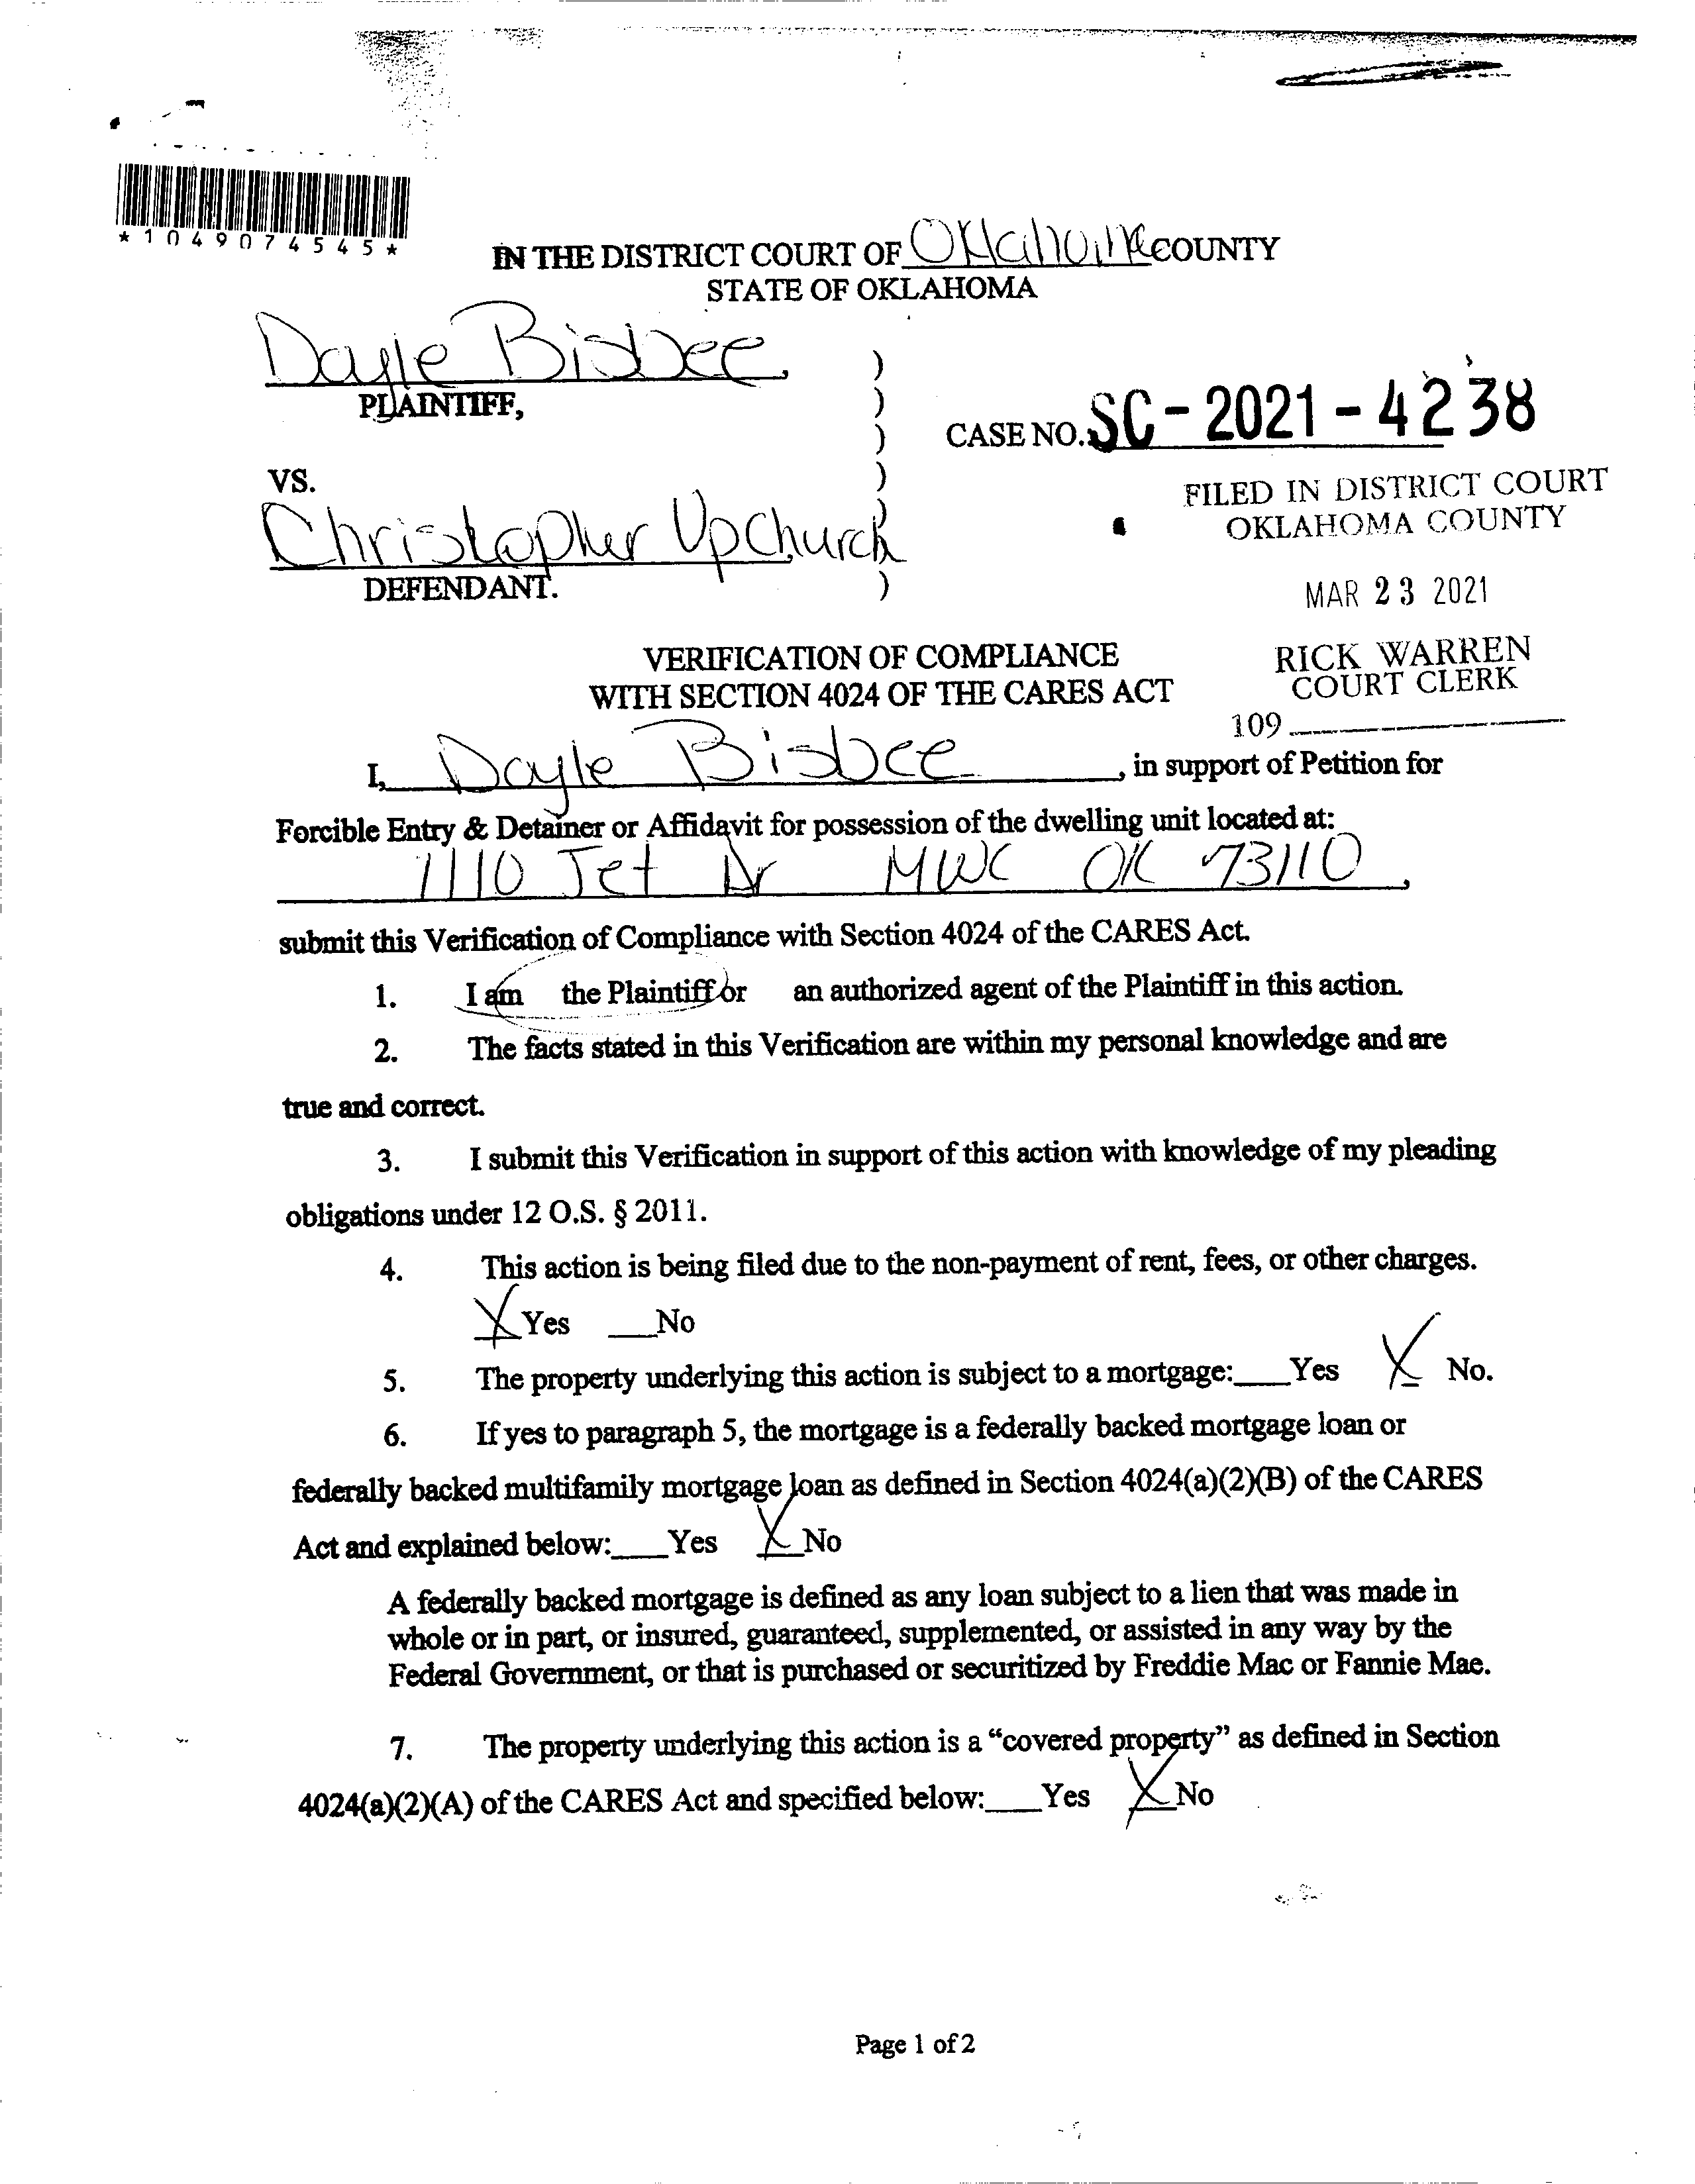 *1049074545*
IN THE DISTRICT COURT OF Oklahoma COUNTY
STATE OF OKLAHOMA
Dayle Bisbee,
PLAINTIFF,
)
)
)
)
)
)
CASE NO. SC-2021-4238
VS.
FILED IN DISTRICT COURT
OKLAHOMA COUNTY
Christopher Upchurch
DEFENDANT.
MAR 23 2021
VERIFICATION OF COMPLIANCE
WITH SECTION 4024 OF THE CARES ACT
RICK WARREN
COURT CLERK
109
I, Dayle Bisbee, in support of Petition for
Forcible Entry & Detainer or Affidavit for possession of the dwelling unit located at:
1110 Jet Dr MWC OK 73110,
submit this Verification of Compliance with Section 4024 of the CARES Act.
1. I am the Plaintiff or an authorized agent of the Plaintiff in this action.
2. The facts stated in this Verification are within my personal knowledge and are
true and correct.
3. I submit this Verification in support of this action with knowledge of my pleading
obligations under 12 O.S. § 2011.
4. This action is being filed due to the non-payment of rent, fees, or other charges.
X Yes ___No
5. The property underlying this action is subject to a mortgage:___Yes X No.
6. If yes to paragraph 5, the mortgage is a federally backed mortgage loan or
federally backed multifamily mortgage loan as defined in Section 4024(a)(2)(B) of the CARES
Act and explained below:___Yes X No
A federally backed mortgage is defined as any loan subject to a lien that was made in
whole or in part, or insured, guaranteed, supplemented, or assisted in any way by the
Federal Government, or that is purchased or securitized by Freddie Mac or Fannie Mae.
7. The property underlying this action is a “covered property” as defined in Section
4024(a)(2)(A) of the CARES Act and specified below:___Yes X No
Page 1 of 2